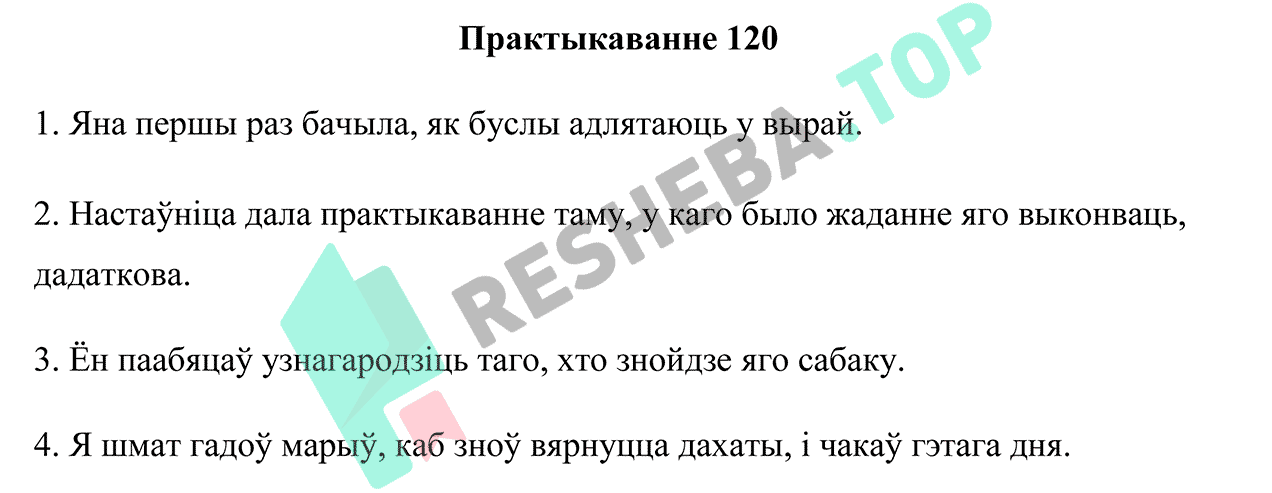 Практыкаванне 120
1. Яна першы раз бачыла, як буслы адлятаюць у вырай.
2. Настаўніца дала практыкаванне таму, у каго было жаданне яго выконваць,
дадаткова.
3. Ён паабяцаў узнагародзіць таго, хто знойдзе яго сабаку.
4. Я шмат гадоў марыў, каб зноў вярнуцца дахаты, і чакаў гэтага дня.
RESHEBA.TOP